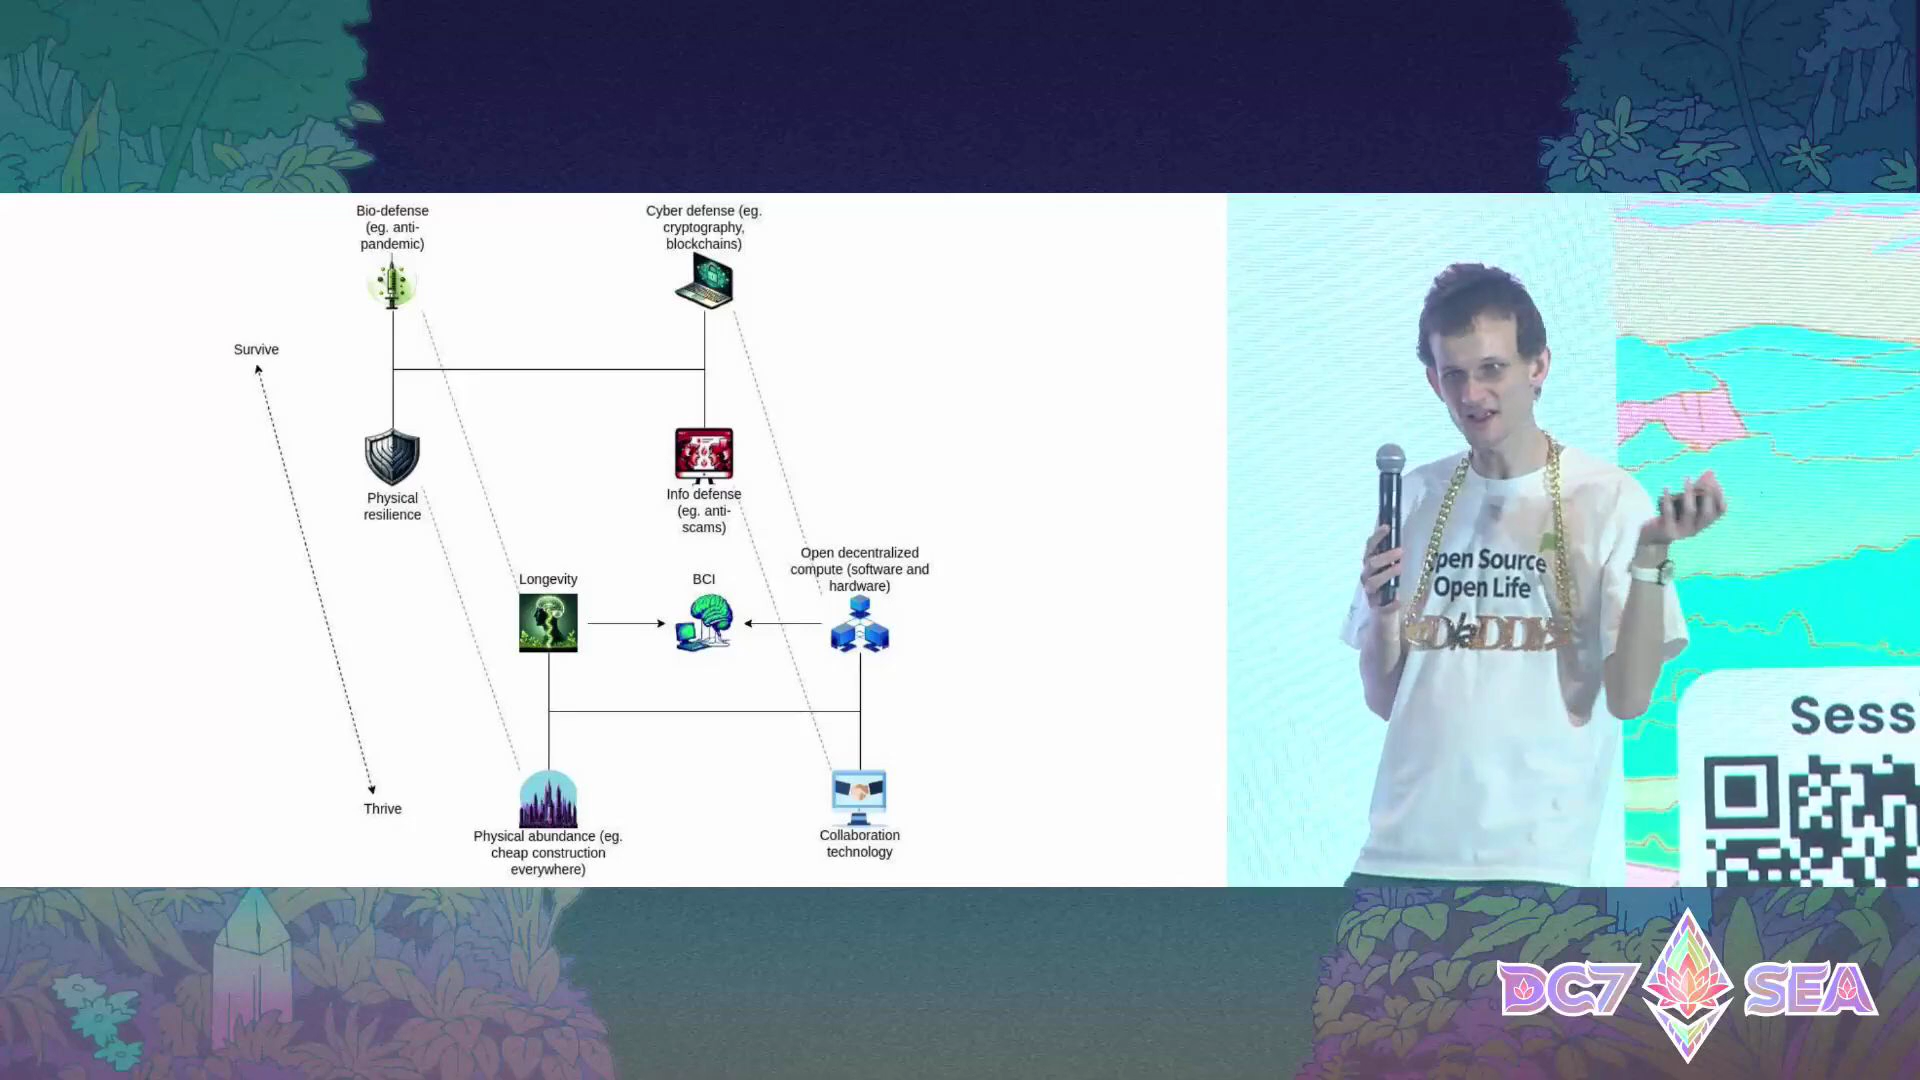 Bio-defense
(eg. anti-
pandemic)
Cyber defense (eg.
cryptography,
blockchains)
Survive
Physical
resilience
Info defense
(eg. anti-
scams)
Longevity
BCI
Open decentralized
compute (software and
hardware)
Thrive
Physical abundance (eg.
cheap construction
everywhere)
Collaboration
technology
pen Source
Open Life
Sess
DC7 SEA